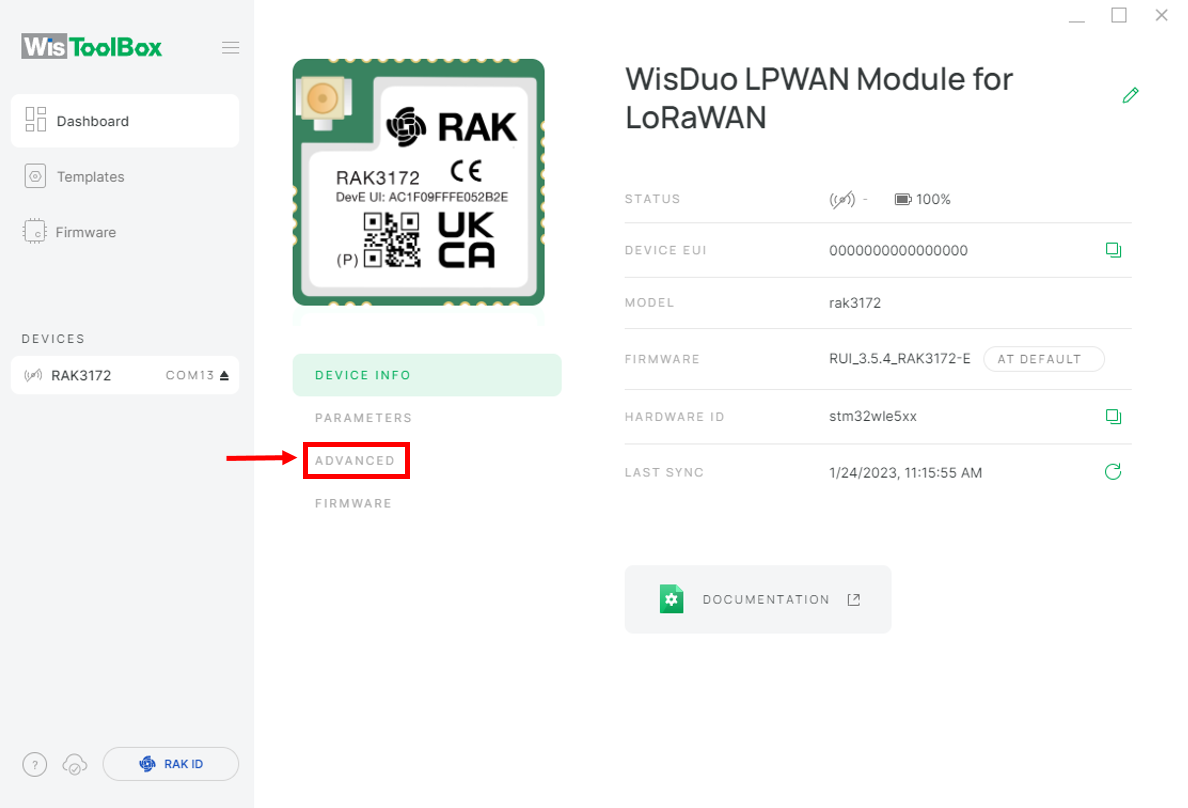 WisToolBox
Dashboard
Templates
Firmware
DEVICES
RAK3172 COM13
? RAK ID
RAK
RAK3172
DevE UI: AC1F09FFFE052B2E
(P)
UK
CA
DEVICE INFO
PARAMETERS
ADVANCED
FIRMWARE
WisDuo LPWAN Module for
LoRaWAN
STATUS - 100%
DEVICE EUI 0000000000000000
MODEL rak3172
FIRMWARE RUI_3.5.4_RAK3172-E AT DEFAULT
HARDWARE ID stm32wle5xx
LAST SYNC 1/24/2023, 11:15:55 AM
DOCUMENTATION